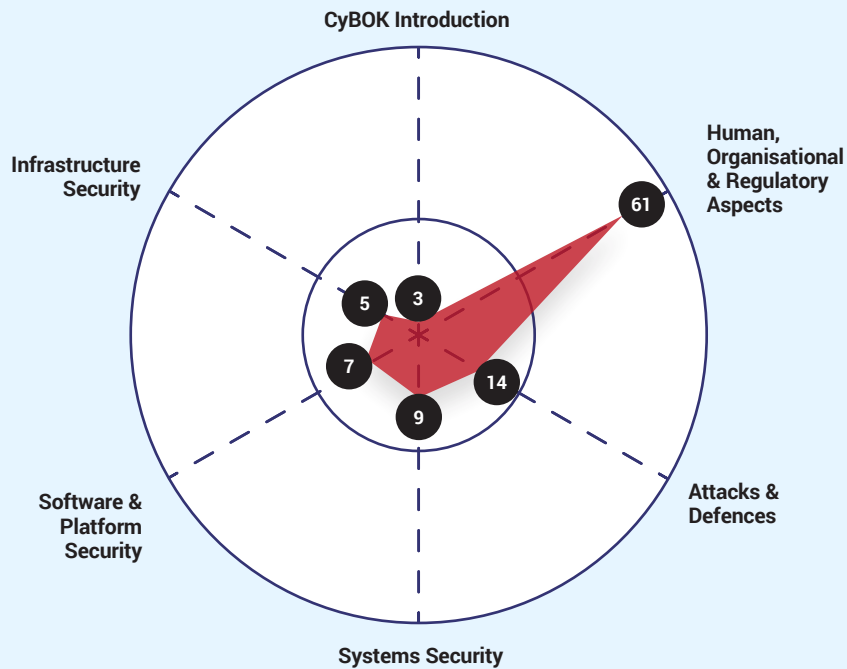 CyBOK Introduction
Human,
Organisational
& Regulatory
Aspects
Infrastructure
Security
61
3
5
7
14
9
Attacks &
Defences
Software &
Platform
Security
Systems Security